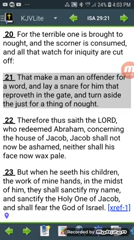 KJVLite
ISA 29:21
20 For the terrible one is brought to
nought, and the scorner is consumed,
and all that watch for iniquity are cut
off:
21 That make a man an offender for
a word, and lay a snare for him that
reproveth in the gate, and turn aside
the just for a thing of nought.
22 Therefore thus saith the LORD,
who redeemed Abraham, concerning
the house of Jacob, Jacob shall not
now be ashamed, neither shall his
face now wax pale.
23 But when he seeth his children,
the work of mine hands, in the midst
of him, they shall sanctify my name,
and sanctify the Holy One of Jacob,
and shall fear the God of Israel. [xref-1]